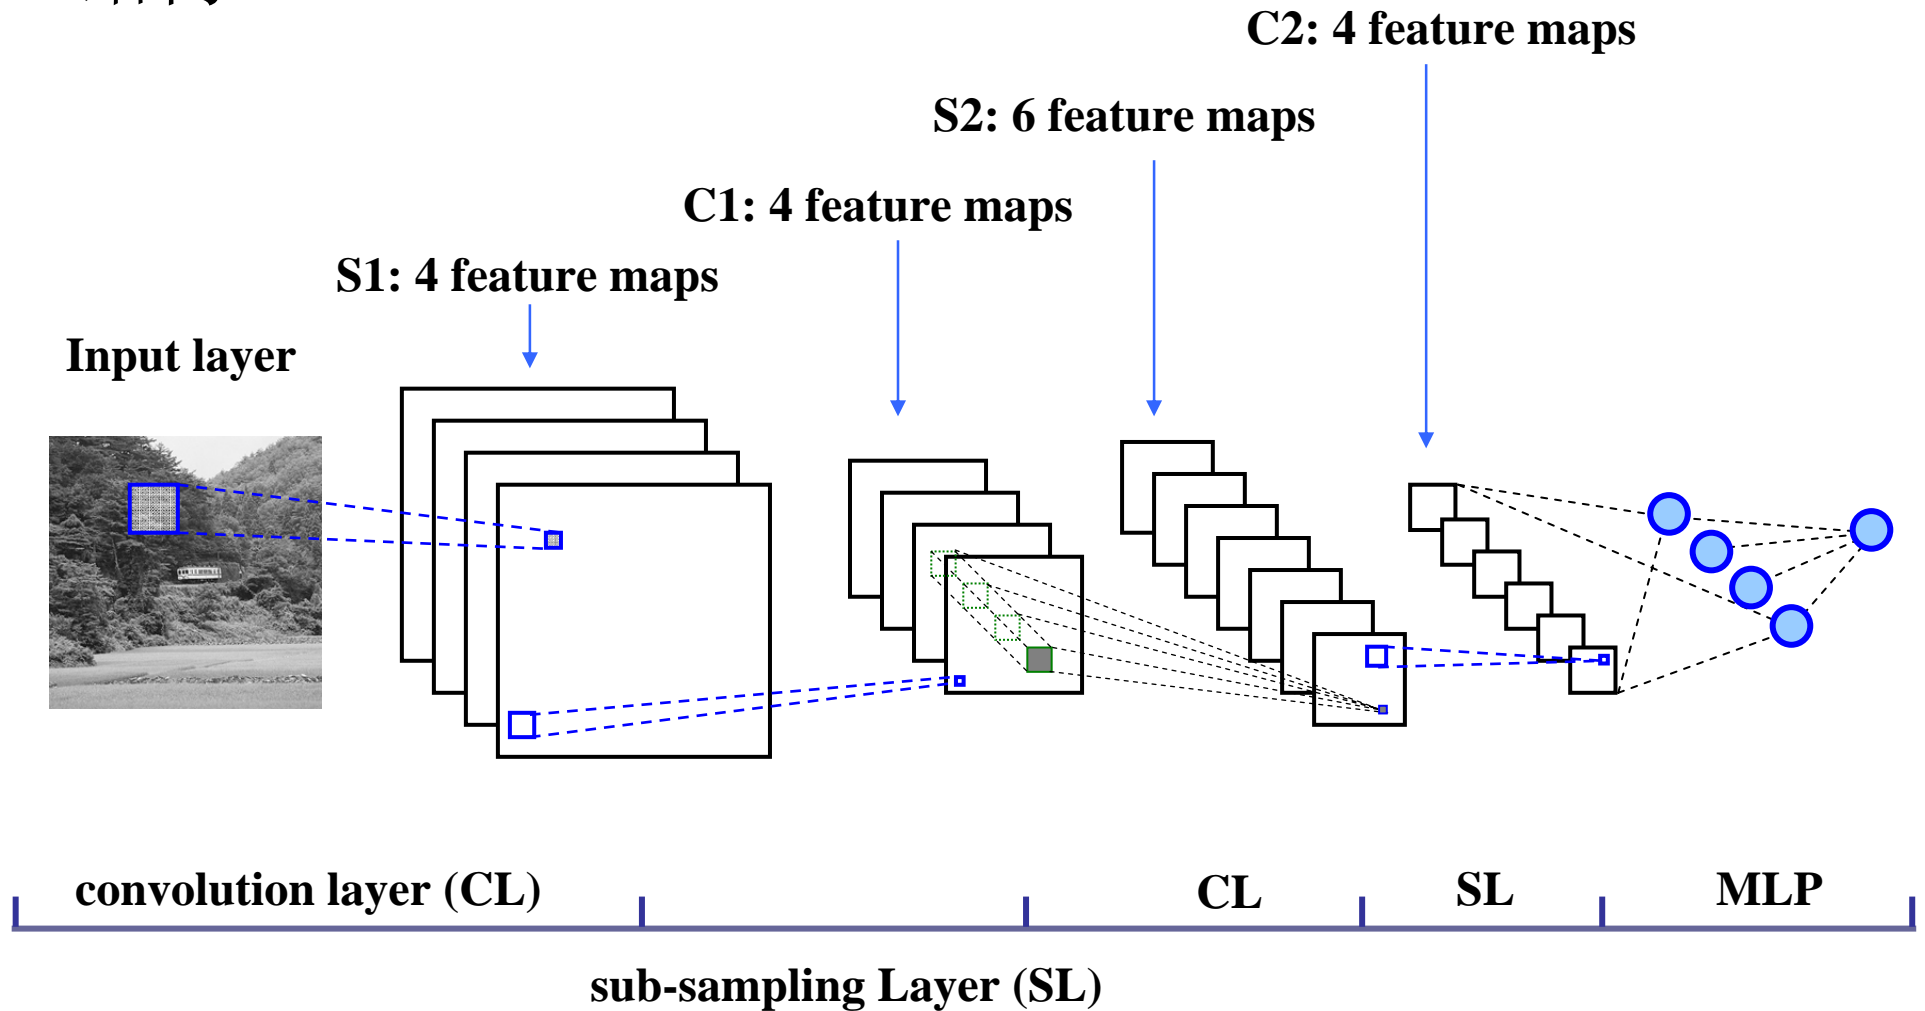 C2: 4 feature maps
S2: 6 feature maps
C1: 4 feature maps
S1: 4 feature maps
Input layer
convolution layer (CL)
CL
SL
MLP
sub-sampling Layer (SL)